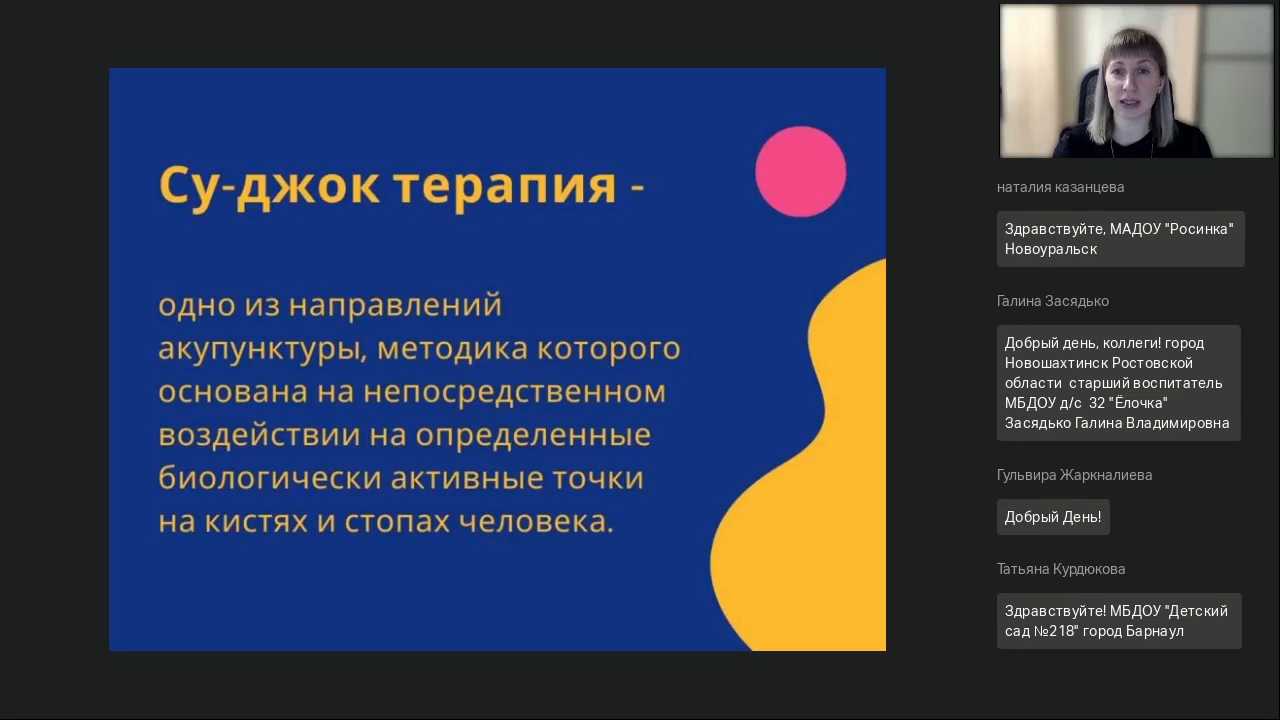 Су-джок терапия -
одно из направлений
акупунктуры, методика которого
основана на непосредственном
воздействии на определенные
биологически активные точки
на кистях и стопах человека.
наталия казанцева
Здравствуйте, МАДОУ "Росинка"
Новоуральск
Галина Засядько
Добрый день, коллеги! город
Новошахтинск Ростовской
области  старший воспитатель
МБДОУ д/с  32 "Ёлочка"
Засядько Галина Владимировна
Гульвира Жаркналиева
Добрый День!
Татьяна Курдюкова
Здравствуйте! МБДОУ "Детский
сад №218" город Барнаул